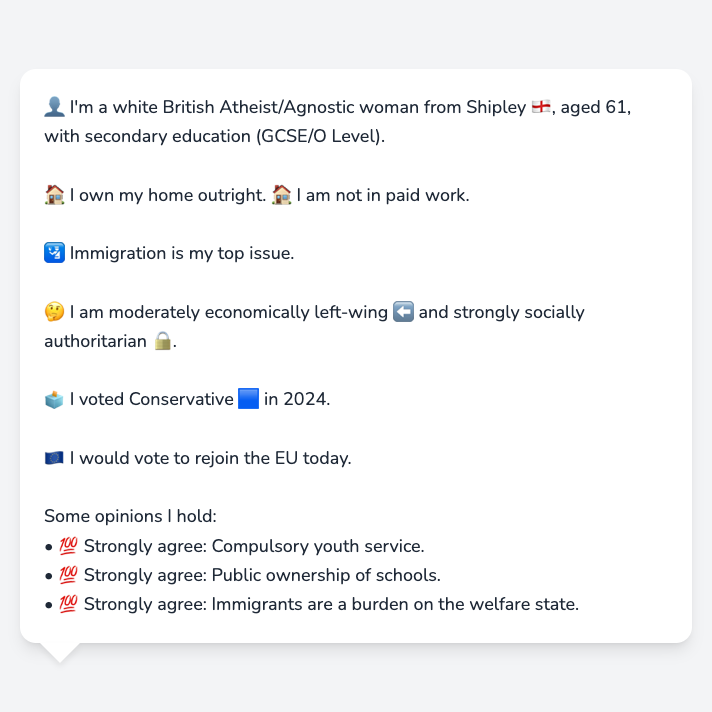 👤 I'm a white British Atheist/Agnostic woman from Shipley 🏴󠁧󠁢󠁥󠁮󠁧󠁿, aged 61,
with secondary education (GCSE/O Level).
🏠 I own my home outright. 🏠 I am not in paid work.
🛂 Immigration is my top issue.
🤔 I am moderately economically left-wing ⬅️ and strongly socially
authoritarian 🔒.
🗳️ I voted Conservative 🟦 in 2024.
🇪🇺 I would vote to rejoin the EU today.
Some opinions I hold:
• 💯 Strongly agree: Compulsory youth service.
• 💯 Strongly agree: Public ownership of schools.
• 💯 Strongly agree: Immigrants are a burden on the welfare state.